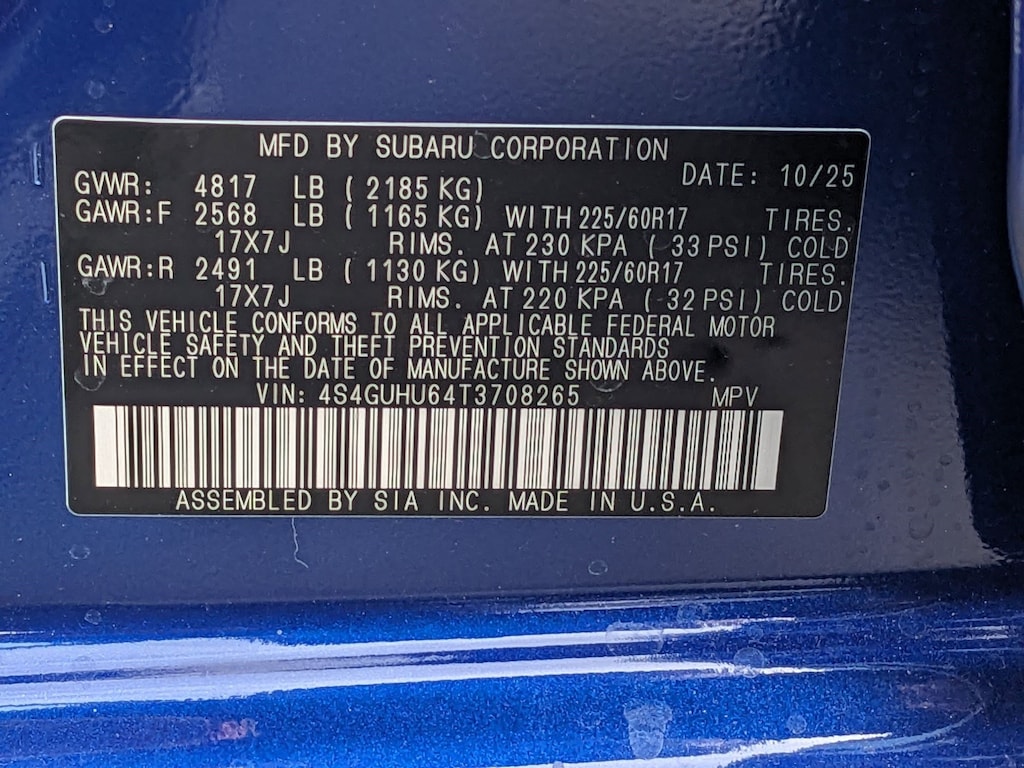 MFD BY SUBARU CORPORATION
DATE: 10/25
GVWR: 4817 LB ( 2185 KG)
GAWR:F 2568 LB ( 1165 KG) WITH 225/60R17 TIRES.
17X7J RIMS. AT 230 KPA ( 33 PSI) COLD
GAWR:R 2491 LB ( 1130 KG) WITH 225/60R17 TIRES.
17X7J RIMS. AT 220 KPA ( 32 PSI) COLD
THIS VEHICLE CONFORMS TO ALL APPLICABLE FEDERAL MOTOR
VEHICLE SAFETY AND THEFT PREVENTION STANDARDS
IN EFFECT ON THE DATE OF MANUFACTURE SHOWN ABOVE.
VIN: 4S4GUHU64T3708265 MPV
ASSEMBLED BY SIA INC. MADE IN U.S.A.